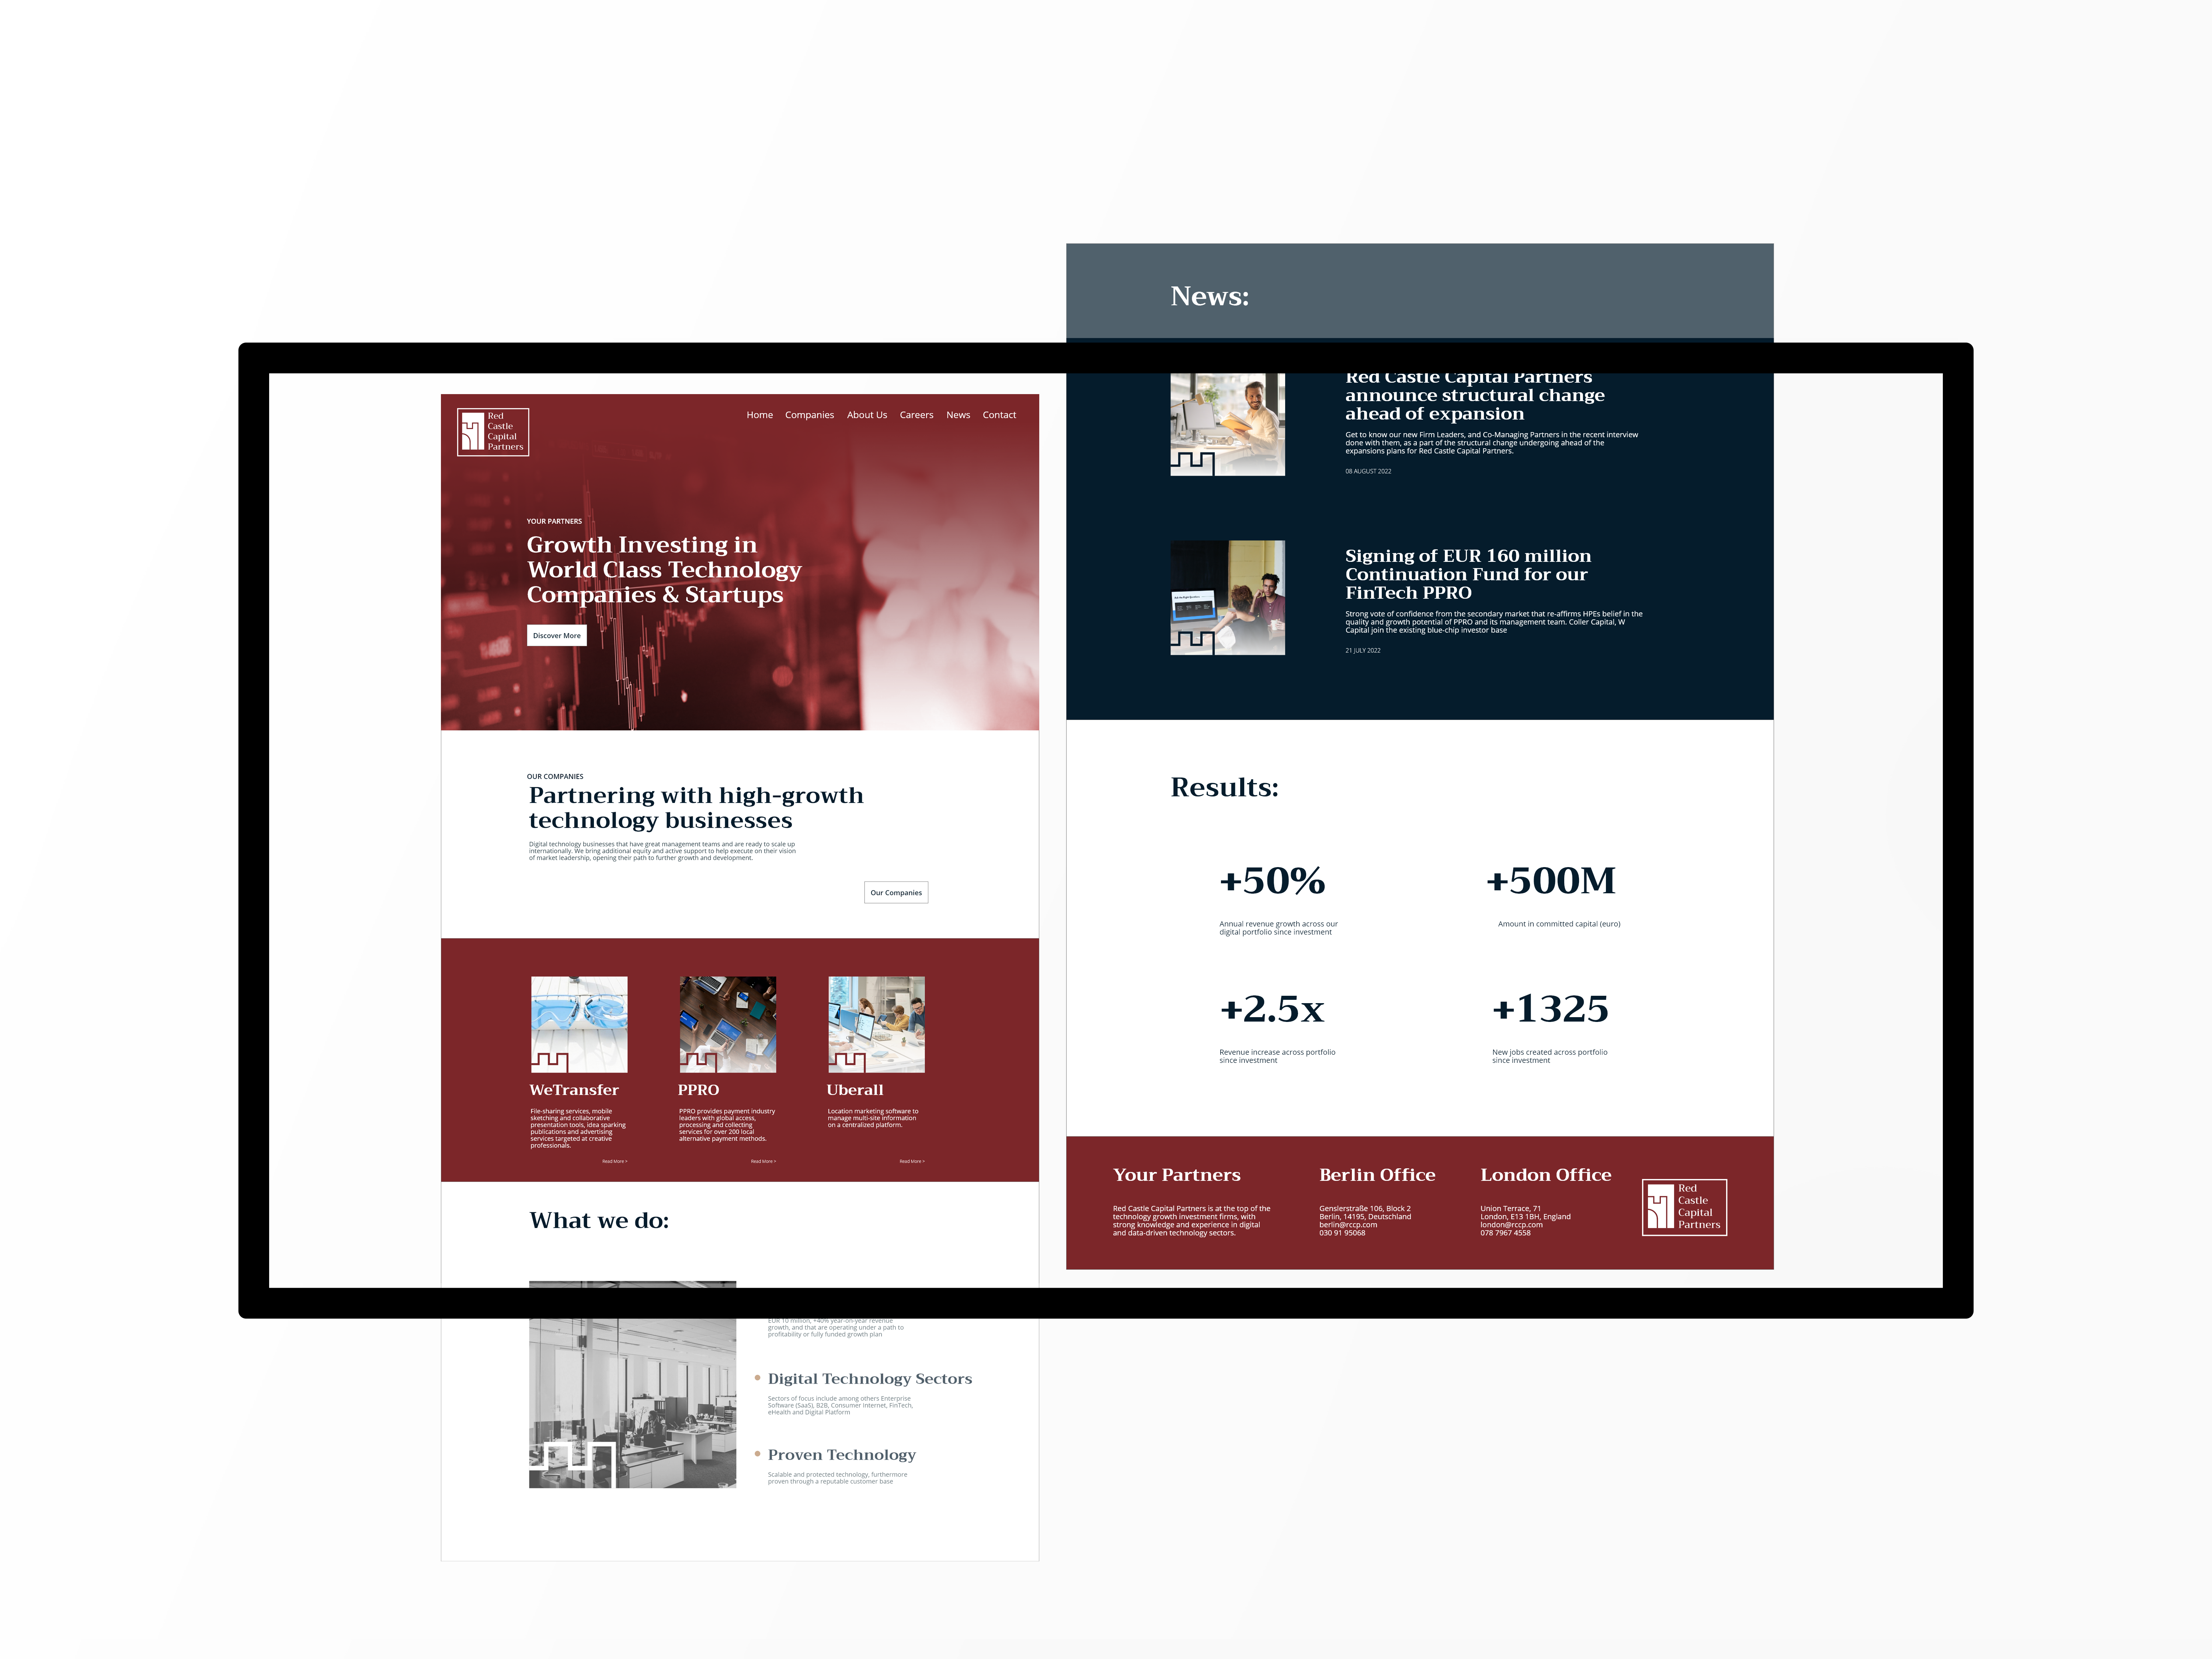 Red
Castle
Capital
Partners
Home Companies About Us Careers News Contact
YOUR PARTNERS
Growth Investing in
World Class Technology
Companies & Startups
Discover More
OUR COMPANIES
Partnering with high-growth
technology businesses
Digital technology businesses that have great management teams and are ready to scale up
internationally. We bring additional equity and active support to help execute on their vision
of market leadership, opening their path to further growth and development.
Our Companies
WeTransfer
File-sharing services, mobile
sketching and collaborative
presentation tools, idea sparking
publications and advertising
services targeted at creative
professionals.
Read More >
PPRO
PPRO provides payment industry
leaders with global access,
processing and collecting
services for over 200 local
alternative payment methods.
Read More >
Uberall
Location marketing software to
manage multi-site information
on a centralized platform.
Read More >
What we do:
EUR 10 million, +40% year-on-year revenue
growth, and that are operating under a path to
profitability or fully funded growth plan
Digital Technology Sectors
Sectors of focus include among others Enterprise
Software (SaaS), B2B, Consumer Internet, FinTech,
eHealth and Digital Platform
Proven Technology
Scalable and protected technology, furthermore
proven through a reputable customer base
News:
Red Castle Capital Partners
announce structural change
ahead of expansion
Get to know our new Firm Leaders, and Co-Managing Partners in the recent interview
done with them, as a part of the structural change undergoing ahead of the
expansions plans for Red Castle Capital Partners.
08 AUGUST 2022
Signing of EUR 160 million
Continuation Fund for our
FinTech PPRO
Strong vote of confidence from the secondary market that re-affirms HPEs belief in the
quality and growth potential of PPRO and its management team. Coller Capital, W
Capital join the existing blue-chip investor base
21 JULY 2022
Results:
+50%
Annual revenue growth across our
digital portfolio since investment
+500M
Amount in committed capital (euro)
+2.5x
Revenue increase across portfolio
since investment
+1325
New jobs created across portfolio
since investment
Your Partners
Red Castle Capital Partners is at the top of the
technology growth investment firms, with
strong knowledge and experience in digital
and data-driven technology sectors.
Berlin Office
Genslerstraße 106, Block 2
Berlin, 14195, Deutschland
berlin@rccp.com
030 91 95068
London Office
Union Terrace, 71
London, E13 1BH, England
london@rccp.com
078 7967 4558
Red
Castle
Capital
Partners